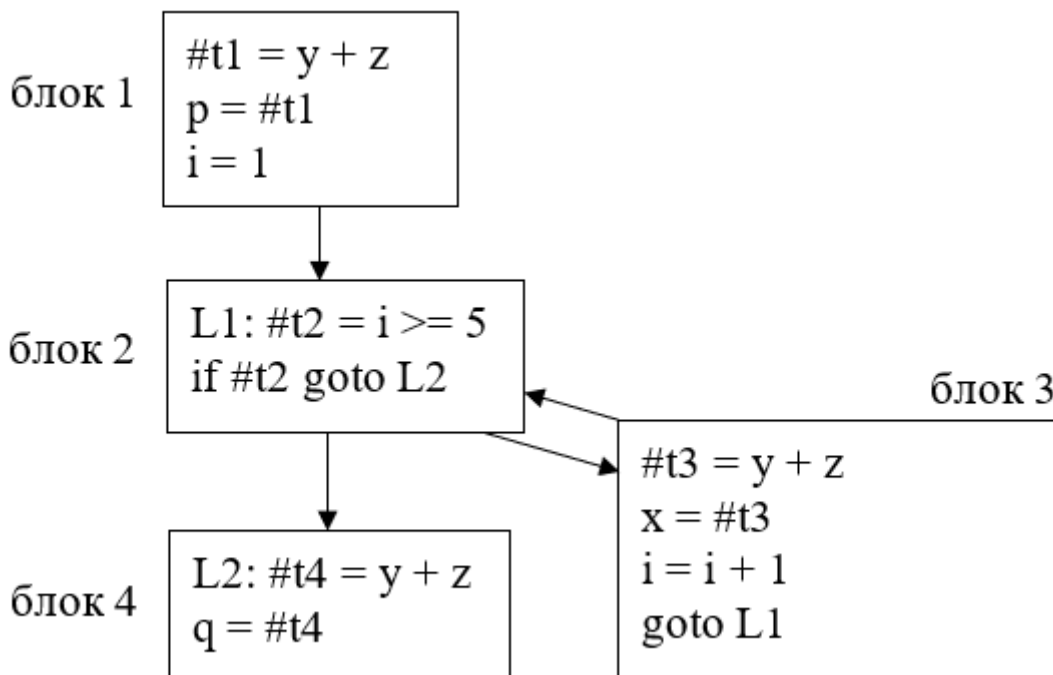 блок 1
#t1 = y + z
p = #t1
i = 1
блок 2
L1: #t2 = i >= 5
if #t2 goto L2
блок 3
#t3 = y + z
x = #t3
i = i + 1
goto L1
блок 4
L2: #t4 = y + z
q = #t4